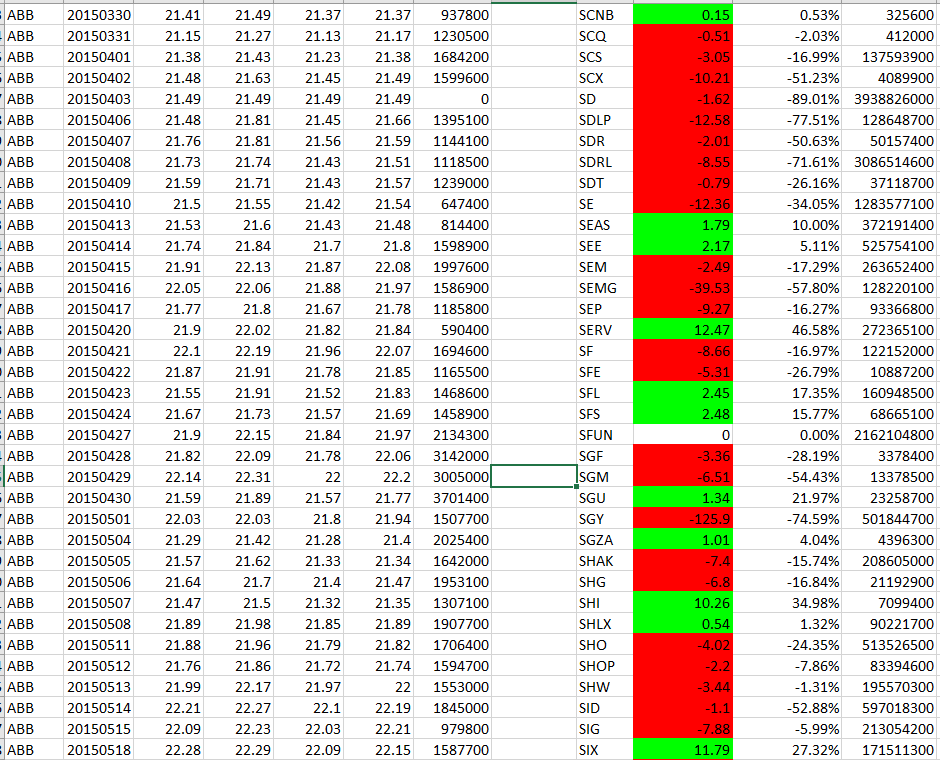 ABB 20150330 21.41 21.49 21.37 21.37 937800 SCNB 0.15 0.53% 325600
ABB 20150331 21.15 21.27 21.13 21.17 1230500 SCQ -0.51 -2.03% 412000
ABB 20150401 21.38 21.43 21.23 21.38 1684200 SCS -3.05 -16.99% 137593900
ABB 20150402 21.48 21.63 21.45 21.49 1599600 SCX -10.21 -51.23% 4089900
ABB 20150403 21.49 21.49 21.49 21.49 0 SD -1.62 -89.01% 3938826000
ABB 20150406 21.48 21.81 21.45 21.66 1395100 SDLP -12.58 -77.51% 128648700
ABB 20150407 21.76 21.81 21.56 21.59 1144100 SDR -2.01 -50.63% 50157400
ABB 20150408 21.73 21.74 21.43 21.51 1118500 SDRL -8.55 -71.61% 3086514600
ABB 20150409 21.59 21.71 21.43 21.57 1239000 SDT -0.79 -26.16% 37118700
ABB 20150410 21.5 21.55 21.42 21.54 647400 SE -12.36 -34.05% 1283577100
ABB 20150413 21.53 21.6 21.43 21.48 814400 SEAS 1.79 10.00% 372191400
ABB 20150414 21.74 21.84 21.7 21.8 1598900 SEE 2.17 5.11% 525754100
ABB 20150415 21.91 22.13 21.87 22.08 1997600 SEM -2.49 -17.29% 263652400
ABB 20150416 22.05 22.06 21.88 21.97 1586900 SEMG -39.53 -57.80% 128220100
ABB 20150417 21.77 21.8 21.67 21.78 1185800 SEP -9.27 -16.27% 93366800
ABB 20150420 21.9 22.02 21.82 21.84 590400 SERV 12.47 46.58% 272365100
ABB 20150421 22.1 22.19 21.96 22.07 1694600 SF -8.66 -16.97% 122152000
ABB 20150422 21.87 21.91 21.78 21.85 1165500 SFE -5.31 -26.79% 10887200
ABB 20150423 21.55 21.91 21.52 21.83 1468600 SFL 2.45 17.35% 160948500
ABB 20150424 21.67 21.73 21.57 21.69 1458900 SFS 2.48 15.77% 68665100
ABB 20150427 21.9 22.15 21.84 21.97 2134300 SFUN 0 0.00% 2162104800
ABB 20150428 21.82 22.09 21.78 22.06 3142000 SGF -3.36 -28.19% 3378400
ABB 20150429 22.14 22.31 22 22.2 3005000 SGM -6.51 -54.43% 13378500
ABB 20150430 21.59 21.89 21.57 21.77 3701400 SGU 1.34 21.97% 23258700
ABB 20150501 22.03 22.03 21.8 21.94 1507700 SGY -125.9 -74.59% 501844700
ABB 20150504 21.29 21.42 21.28 21.4 2025400 SGZA 1.01 4.04% 4396300
ABB 20150505 21.57 21.62 21.33 21.34 1642000 SHAK -7.4 -15.74% 208605000
ABB 20150506 21.64 21.7 21.4 21.47 1953100 SHG -6.8 -16.84% 21192900
ABB 20150507 21.47 21.5 21.32 21.35 1307100 SHI 10.26 34.98% 7099400
ABB 20150508 21.89 21.98 21.85 21.89 1907700 SHLX 0.54 1.32% 90221700
ABB 20150511 21.88 21.96 21.79 21.82 1706400 SHO -4.02 -24.35% 513526500
ABB 20150512 21.76 21.86 21.72 21.74 1594700 SHOP -2.2 -7.86% 83394600
ABB 20150513 21.99 22.17 21.97 22 1553000 SHW -3.44 -1.31% 195570300
ABB 20150514 22.21 22.27 22.1 22.19 1845000 SID -1.1 -52.88% 597018300
ABB 20150515 22.09 22.23 22.03 22.21 979800 SIG -7.88 -5.99% 213054200
ABB 20150518 22.28 22.29 22.09 22.15 1587700 SIX 11.79 27.32% 171511300